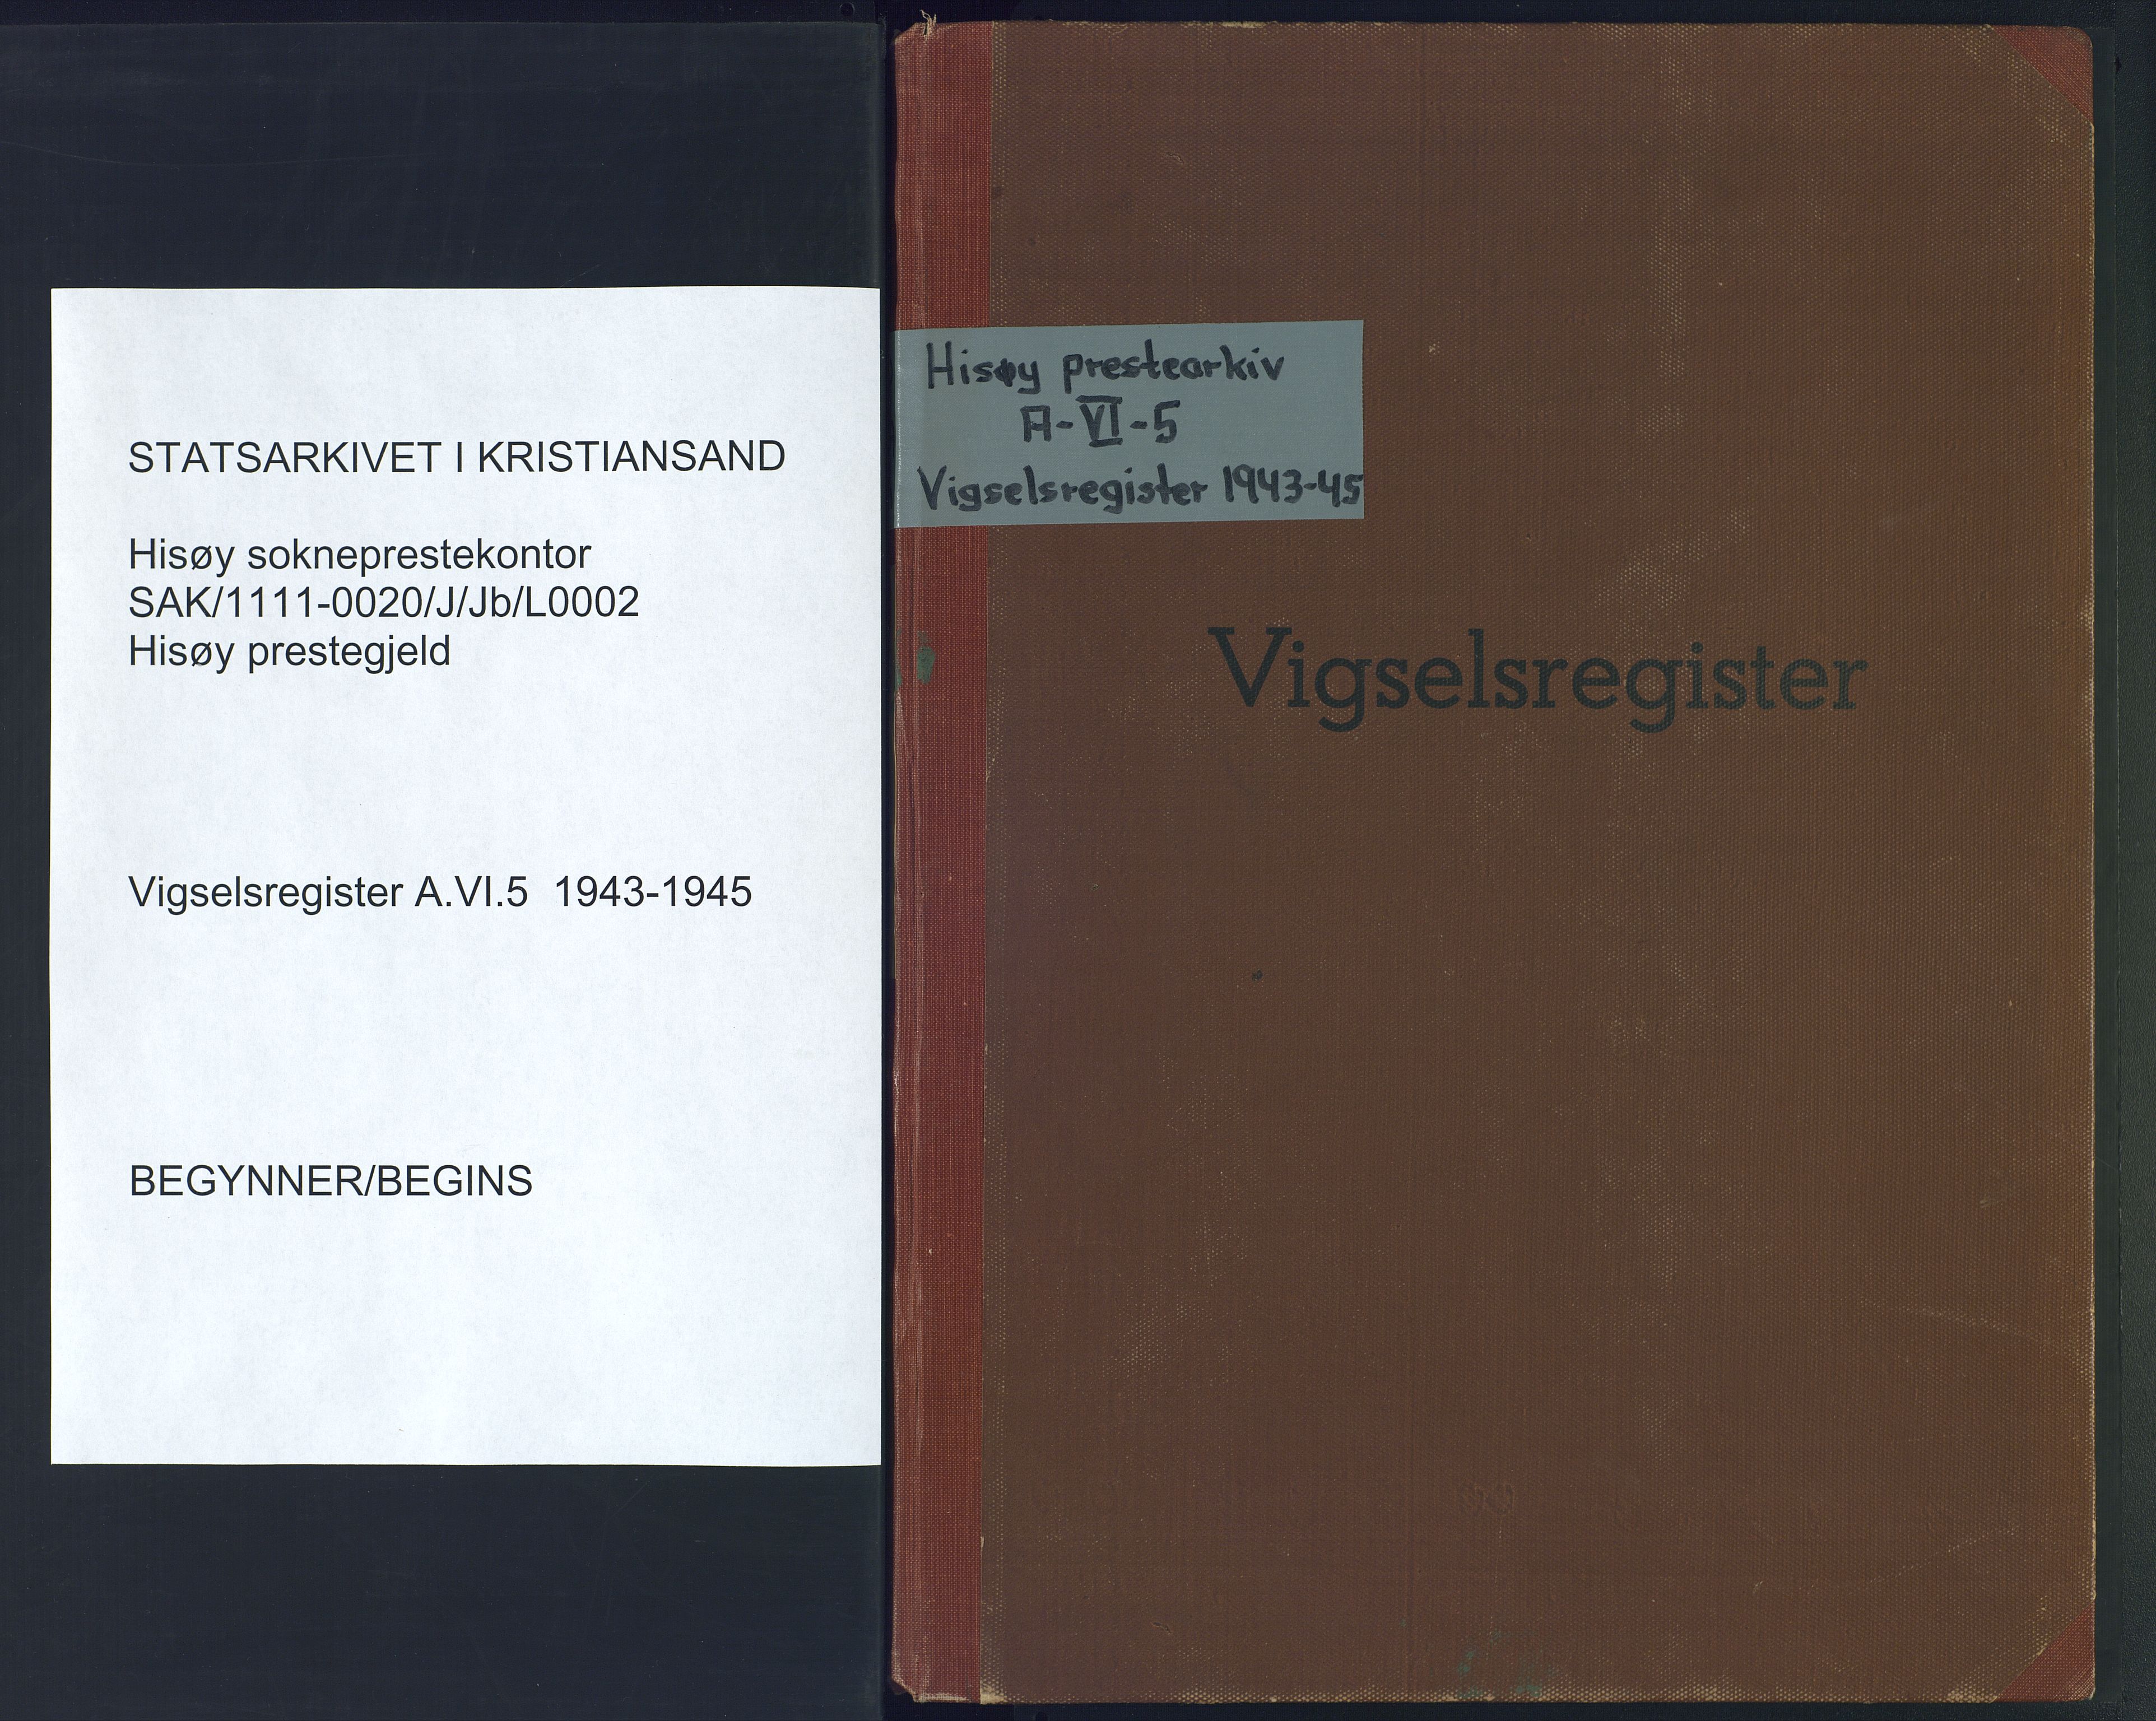 STATSARKIVET I KRISTIANSAND
Hisøy sokneprestekontor
SAK/1111-0020/J/Jb/L0002
Hisøy prestegjeld
Vigselsregister A.VI.5 1943-1945
BEGYNNER/BEGINS
Hisøy prestearkiv
A-VI-5
Vigselsregister 1943-45
Vigselsregister